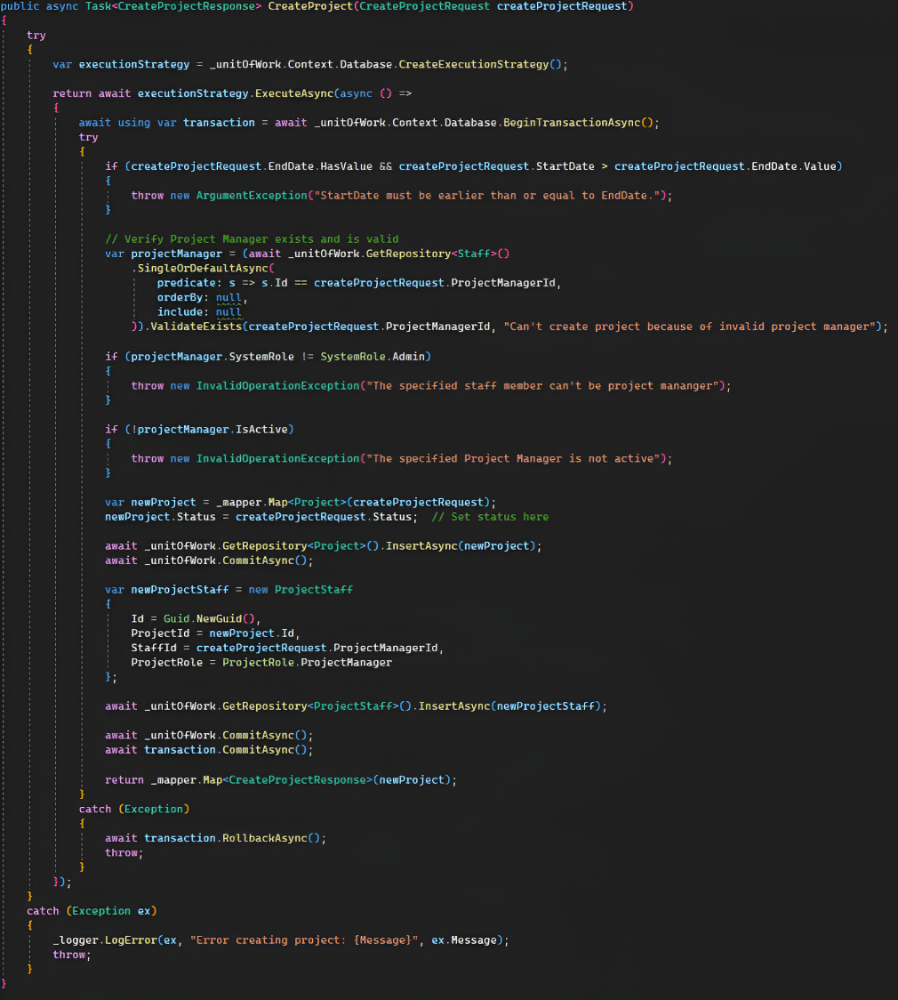 public async Task<CreateProjectResponse> CreateProject(CreateProjectRequest createProjectRequest)
{
    try
    {
        var executionStrategy = _unitOfWork.Context.Database.CreateExecutionStrategy();

        return await executionStrategy.ExecuteAsync(async () =>
        {
            await using var transaction = await _unitOfWork.Context.Database.BeginTransactionAsync();
            try
            {
                if (createProjectRequest.EndDate.HasValue && createProjectRequest.StartDate > createProjectRequest.EndDate.Value)
                {
                    throw new ArgumentException("StartDate must be earlier than or equal to EndDate.");
                }

                // Verify Project Manager exists and is valid
                var projectManager = (await _unitOfWork.GetRepository<Staff>()
                    .SingleOrDefaultAsync(
                        predicate: s => s.Id == createProjectRequest.ProjectManagerId,
                        orderBy: null,
                        include: null
                    )).ValidateExists(createProjectRequest.ProjectManagerId, "Can't create project because of invalid project manager");

                if (projectManager.SystemRole != SystemRole.Admin)
                {
                    throw new InvalidOperationException("The specified staff member can't be project mananger");
                }

                if (!projectManager.IsActive)
                {
                    throw new InvalidOperationException("The specified Project Manager is not active");
                }

                var newProject = _mapper.Map<Project>(createProjectRequest);
                newProject.Status = createProjectRequest.Status;  // Set status here

                await _unitOfWork.GetRepository<Project>().InsertAsync(newProject);
                await _unitOfWork.CommitAsync();

                var newProjectStaff = new ProjectStaff
                {
                    Id = Guid.NewGuid(),
                    ProjectId = newProject.Id,
                    StaffId = createProjectRequest.ProjectManagerId,
                    ProjectRole = ProjectRole.ProjectManager
                };

                await _unitOfWork.GetRepository<ProjectStaff>().InsertAsync(newProjectStaff);

                await _unitOfWork.CommitAsync();
                await transaction.CommitAsync();

                return _mapper.Map<CreateProjectResponse>(newProject);
            }
            catch (Exception)
            {
                await transaction.RollbackAsync();
                throw;
            }
        });
    }
    catch (Exception ex)
    {
        _logger.LogError(ex, "Error creating project: {Message}", ex.Message);
        throw;
    }
}